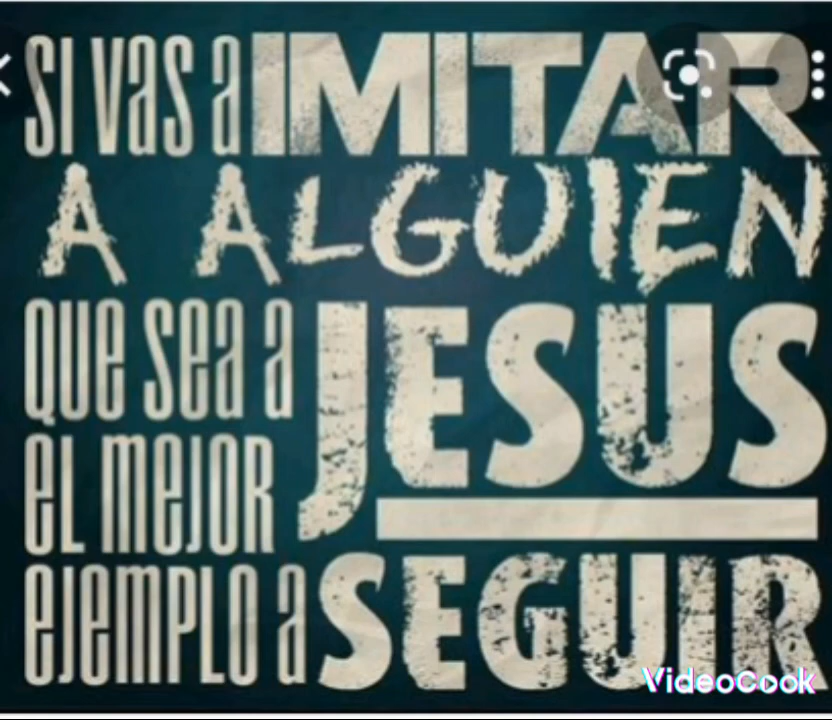 SI VAS A IMITAR
A ALGUIEN
QUE SEA A JESUS
EL MEJOR
EJEMPLO A SEGUIR
VideoCook